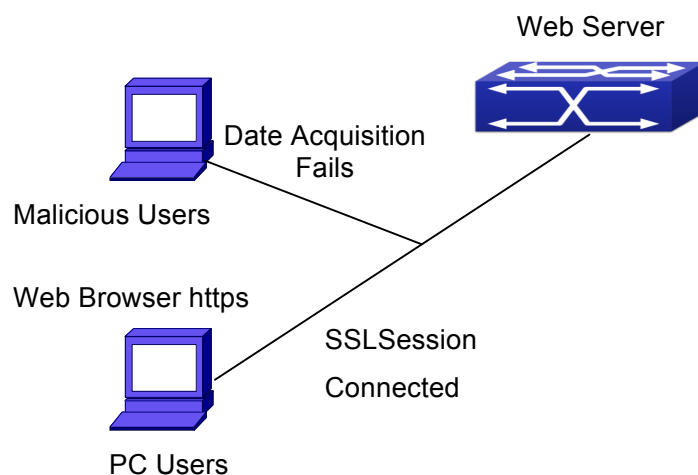 Web Server
Date Acquisition
Fails
Malicious Users
Web Browser https
SSLSession
Connected
PC Users